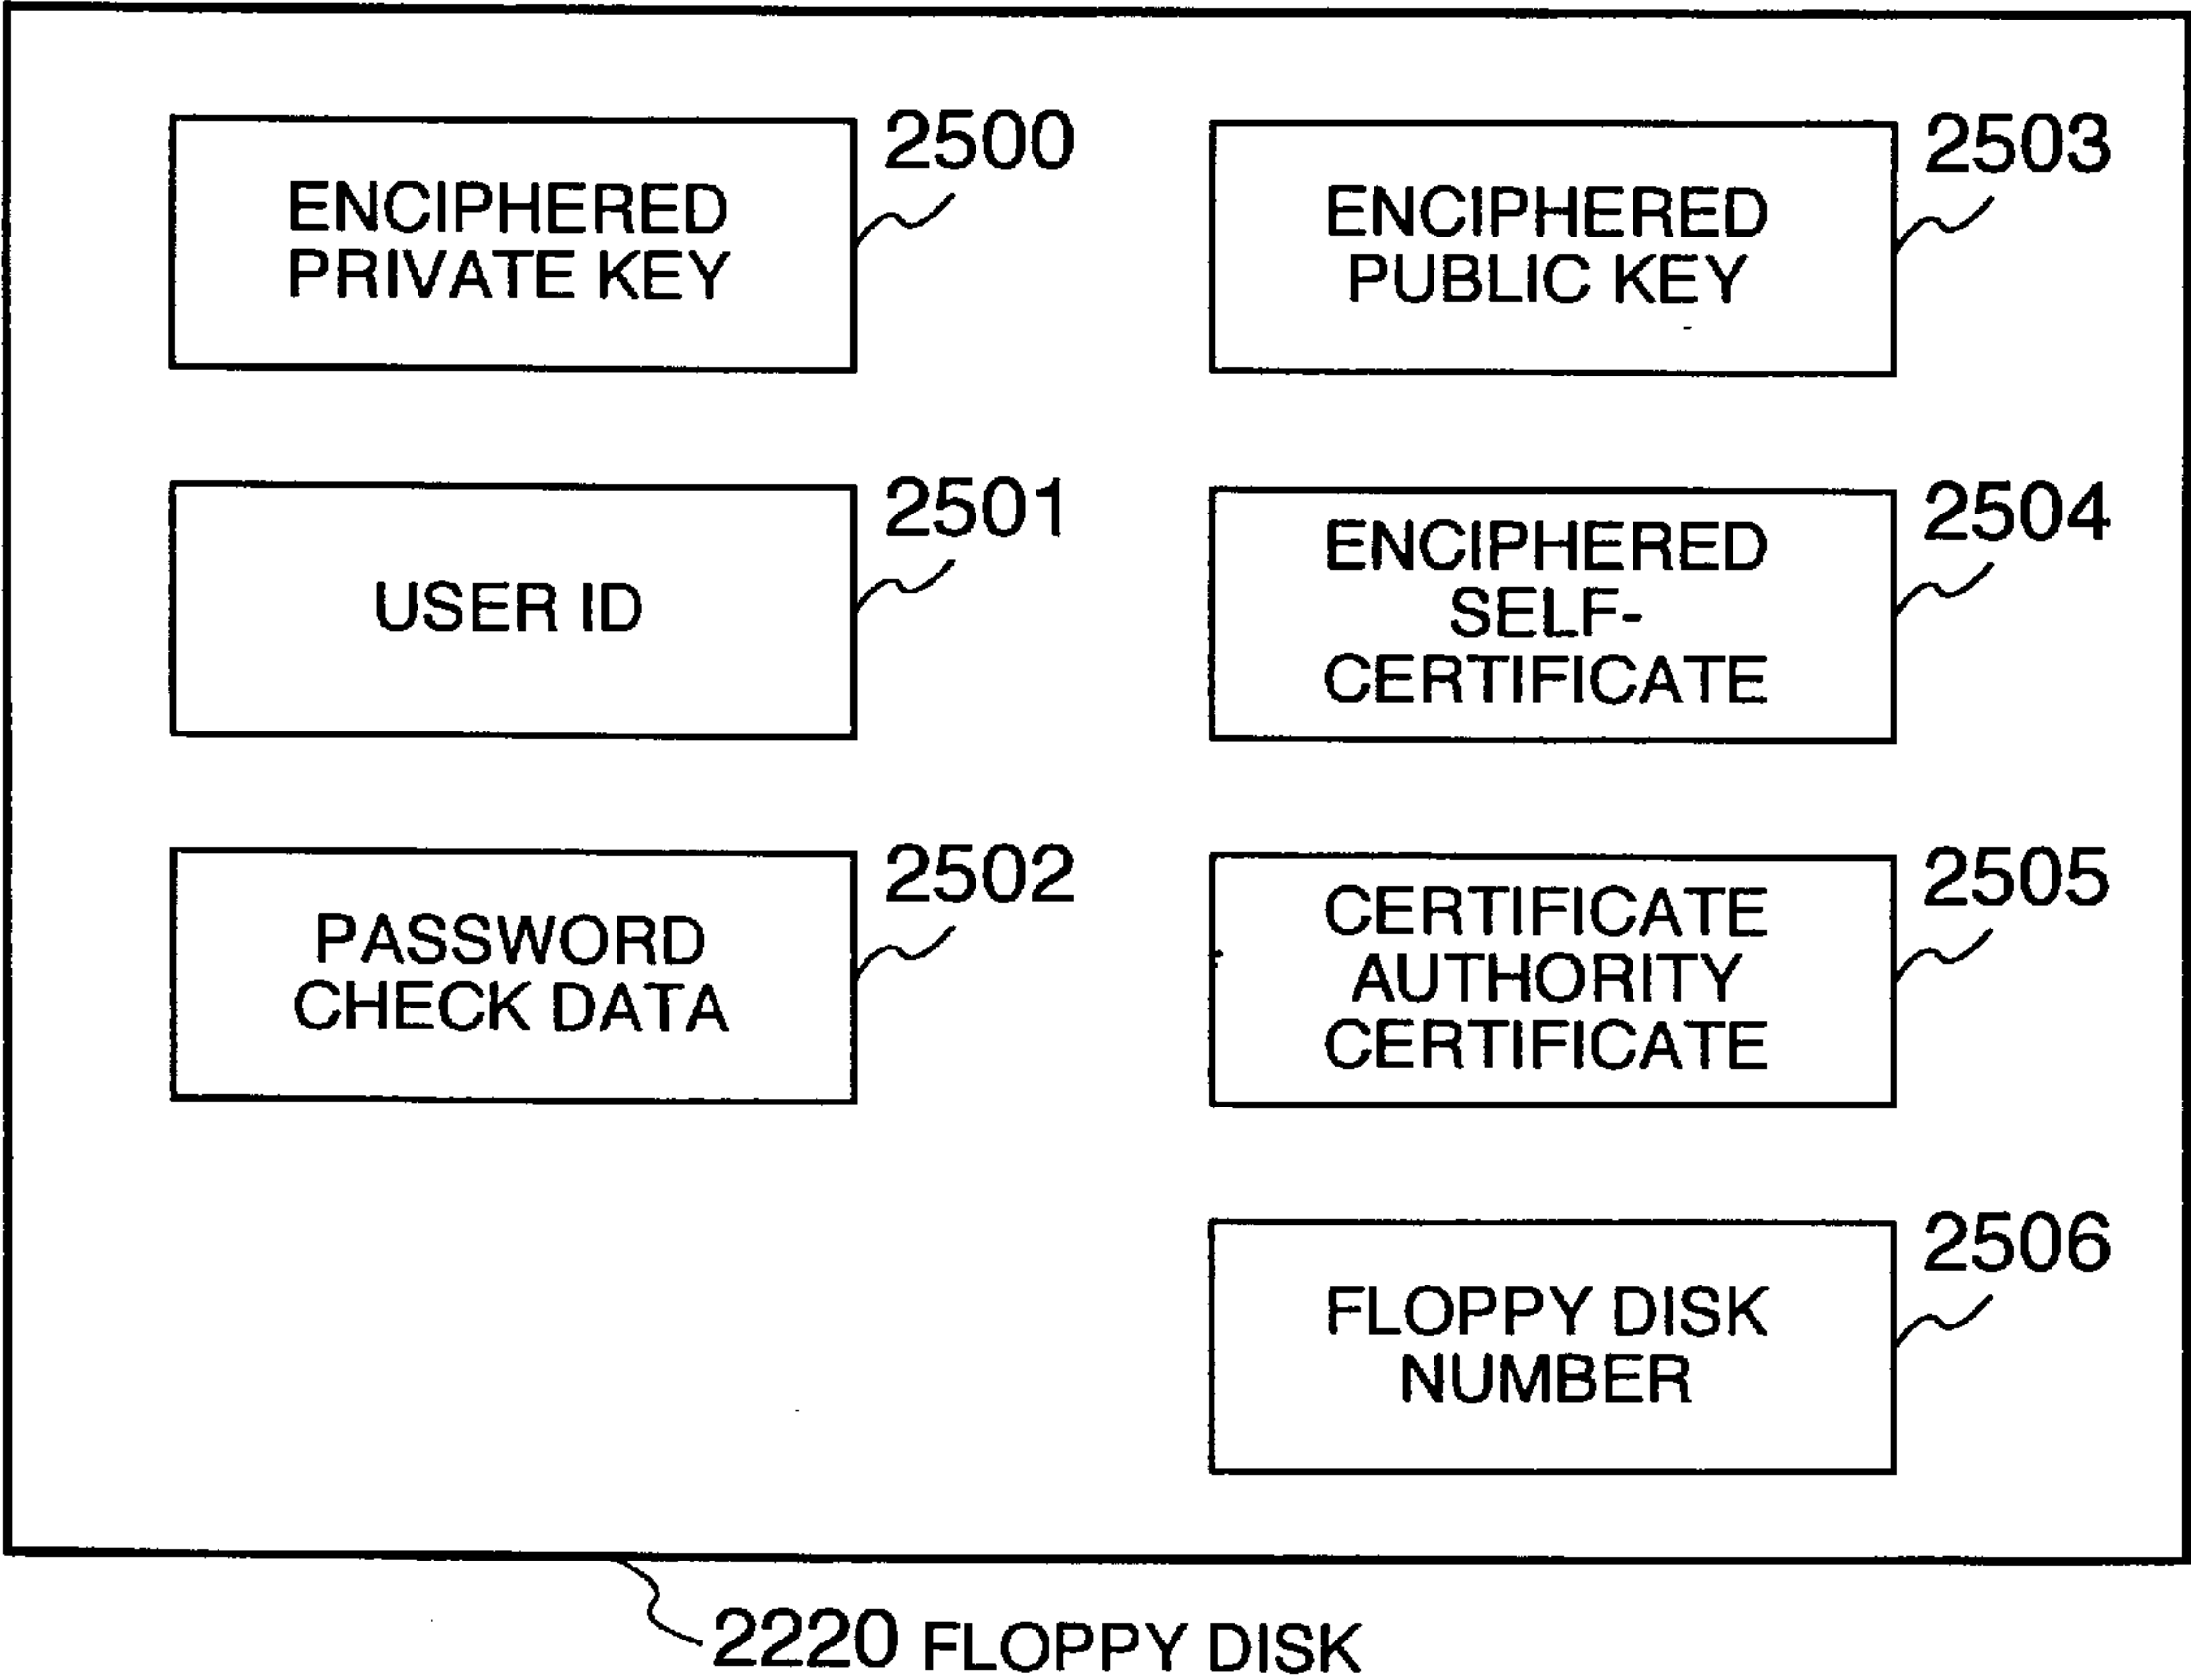 2500
ENCIPHERED
PRIVATE KEY
2503
ENCIPHERED
PUBLIC KEY
2501
USER ID
2504
ENCIPHERED
SELF-
CERTIFICATE
2502
PASSWORD
CHECK DATA
2505
CERTIFICATE
AUTHORITY
CERTIFICATE
2506
FLOPPY DISK
NUMBER
2220 FLOPPY DISK